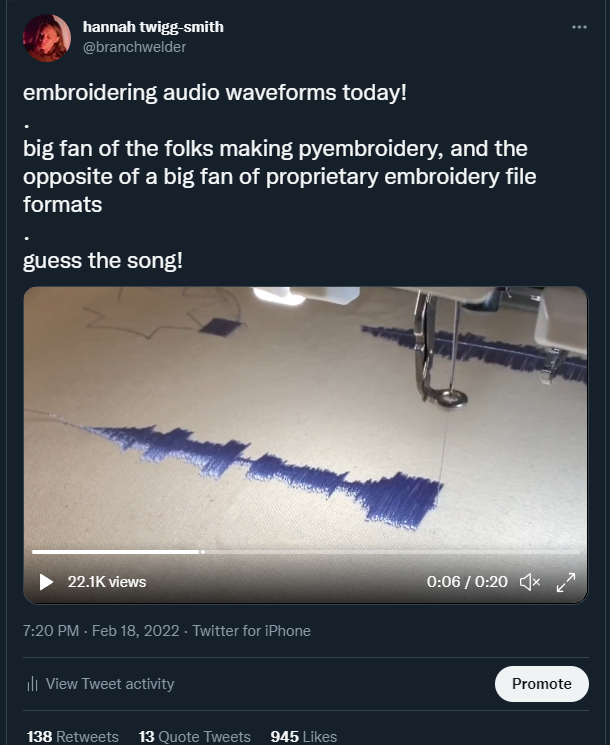 hannah twigg-smith
@branchwelder
embroidering audio waveforms today!
.
big fan of the folks making pyembroidery, and the
opposite of a big fan of proprietary embroidery file
formats
.
guess the song!
22.1K views
0:06 / 0:20
7:20 PM · Feb 18, 2022 · Twitter for iPhone
View Tweet activity
Promote
138 Retweets 13 Quote Tweets 945 Likes